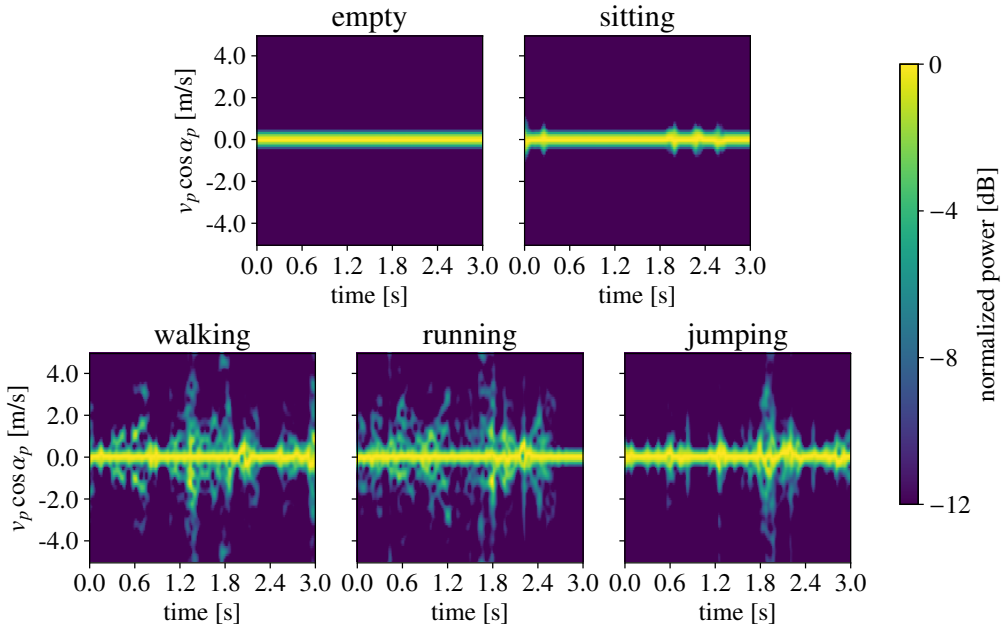 empty
sitting
4.0
2.0
0.0
-2.0
-4.0
v_p cos α_p [m/s]
0.0 0.6 1.2 1.8 2.4 3.0
0.0 0.6 1.2 1.8 2.4 3.0
time [s]
time [s]
walking
running
jumping
4.0
2.0
0.0
-2.0
-4.0
v_p cos α_p [m/s]
0.0 0.6 1.2 1.8 2.4 3.0
0.0 0.6 1.2 1.8 2.4 3.0
0.0 0.6 1.2 1.8 2.4 3.0
time [s]
time [s]
time [s]
0
−4
−8
−12
normalized power [dB]